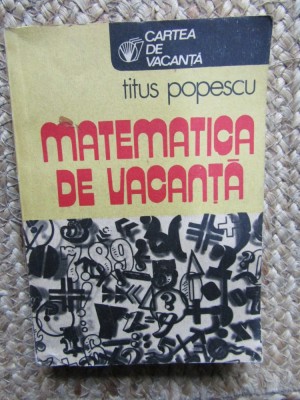 CARTEA
DE
VACANȚĂ
titus popescu
MATEMATICA
DE VACANȚĂ